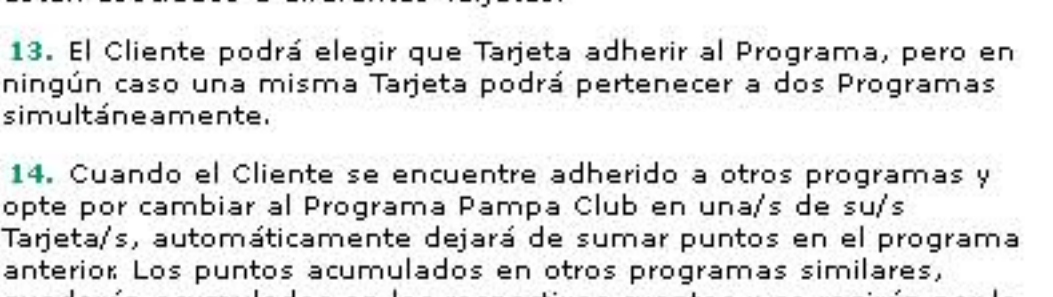 13. El Cliente podrá elegir que Tarjeta adherir al Programa, pero en
ningún caso una misma Tarjeta podrá pertenecer a dos Programas
simultáneamente.
14. Cuando el Cliente se encuentre adherido a otros programas y
opte por cambiar al Programa Pampa Club en una/s de su/s
Tarjeta/s, automáticamente dejará de sumar puntos en el programa
anterior. Los puntos acumulados en otros programas similares,